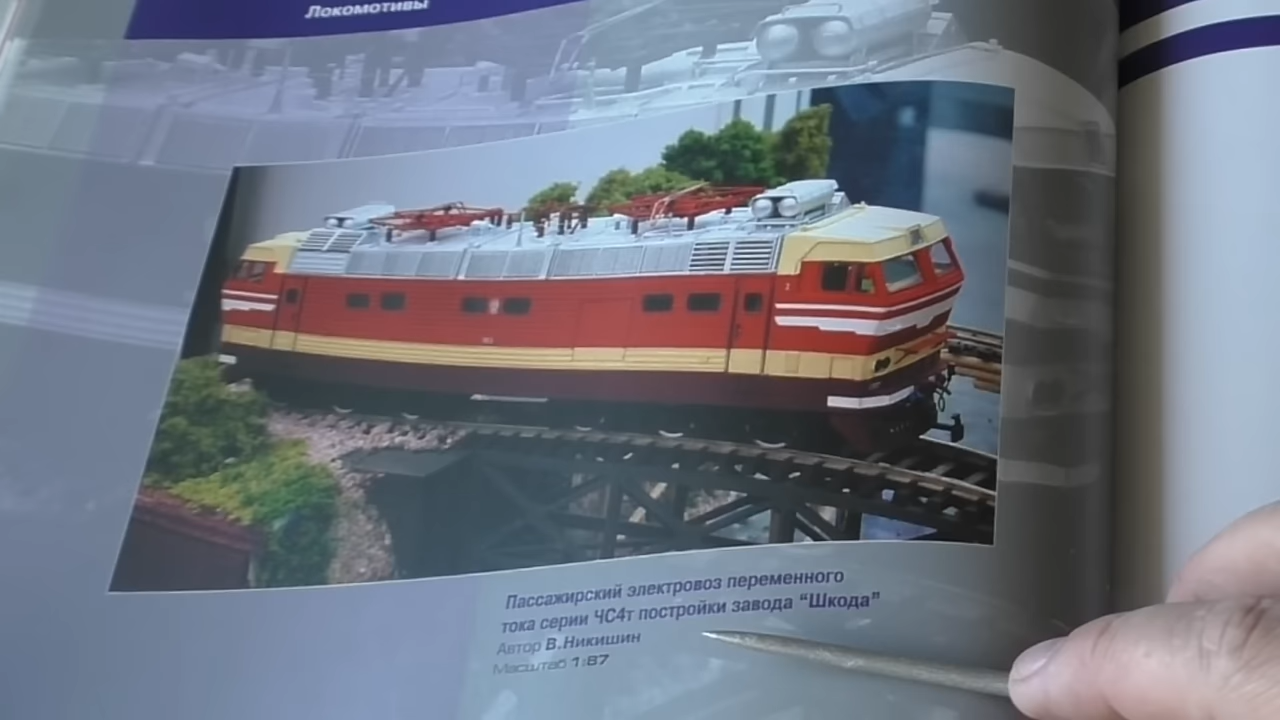 Локомотивы
Пассажирский электровоз переменного
тока серии ЧС4т постройки завода “Шкода”
Автор В.Никишин
Масштаб 1:87